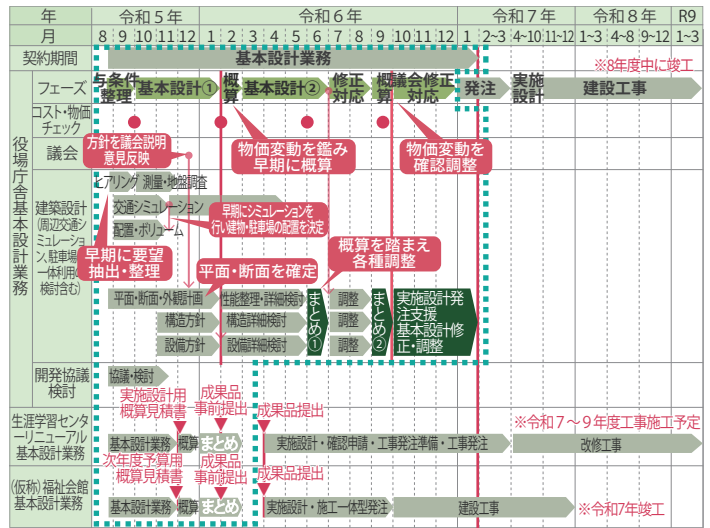 年 令和５年 令和６年 令和７年 令和８年 R9
月 8 9 10 11 12 1 2 3 4 5 6 7 8 9 10 11 12 1 2~3 4~10 11~12 1~3 4~8 9~12 1~3
契約期間 基本設計業務
※8年度中に竣工
フェーズ 与条件整理 基本設計① 概算 基本設計② 修正対応 概算 議会修正対応 発注 実施設計 建設工事
コスト・物価
チェック
役場庁舎基本設計業務
議会
方針を議会説明
意見反映
物価変動を鑑み
早期に概算
物価変動を
確認調整
建築設計
(周辺交通シ
ミュレーショ
ン、駐車場
一体利用の
検討含む)
ヒアリング 測量・地盤調査
交通シミュレーション
配置・ボリューム
早期にシミュレーションを
行い建物・駐車場の配置を決定
早期に要望
抽出・整理
平面・断面を確定
概算を踏まえ
各種調整
平面・断面・外観計画 性能整理・詳細検討 まとめ① 調整 まとめ②
構造方針 構造詳細検討 調整
設備方針 設備詳細検討 調整
実施設計発
注支援
基本設計修
正・調整
開発協議
検討
協議・検討
実施設計用
概算見積書
成果品
事前提出
成果品提出
※令和７～９年度工事施工予定
生涯学習センタ
ーリニューアル
基本設計業務
基本設計業務 概算 まとめ 実施設計・確認申請・工事発注準備・工事発注 改修工事
次年度予算用
概算見積書
成果品
事前提出
成果品提出
(仮称)福祉会館
基本設計業務
基本設計業務 概算 まとめ 実施設計・施工一体型発注 建設工事 ※令和7年竣工